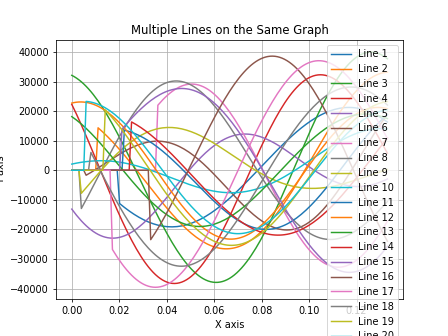 Multiple Lines on the Same Graph
40000
30000
20000
10000
0
−10000
−20000
−30000
−40000
0.00
0.02
0.04
0.06
0.08
0.10
X axis
Line 1
Line 2
Line 3
Line 4
Line 5
Line 6
Line 7
Line 8
Line 9
Line 10
Line 11
Line 12
Line 13
Line 14
Line 15
Line 16
Line 17
Line 18
Line 19
Line 20